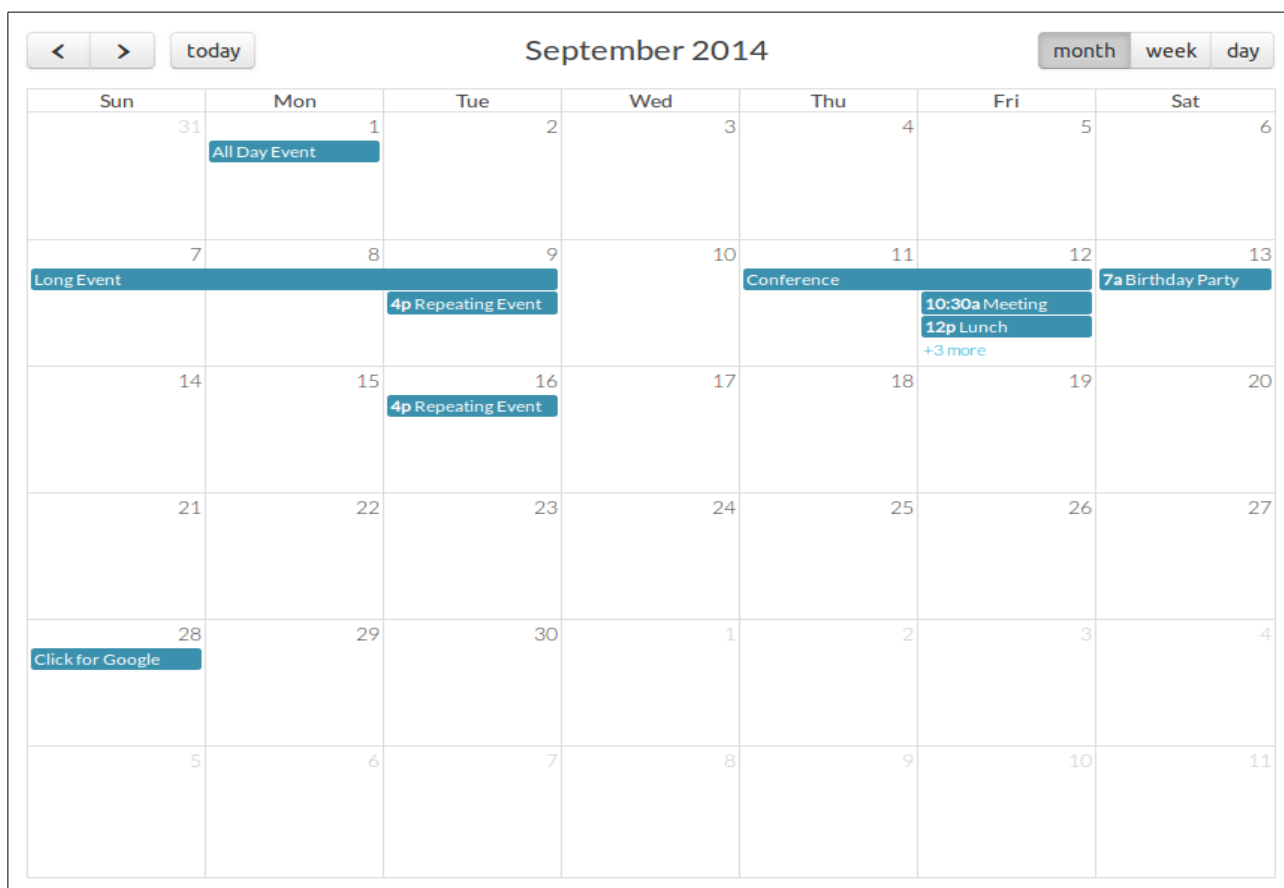 < > today September 2014 month week day
Sun Mon Tue Wed Thu Fri Sat
31 1 2 3 4 5 6
All Day Event
7 8 9 10 11 12 13
Long Event Conference 7a Birthday Party
4p Repeating Event 10:30a Meeting
12p Lunch
+3 more
14 15 16 17 18 19 20
4p Repeating Event
21 22 23 24 25 26 27
28 29 30 1 2 3 4
Click for Google
5 6 7 8 9 10 11